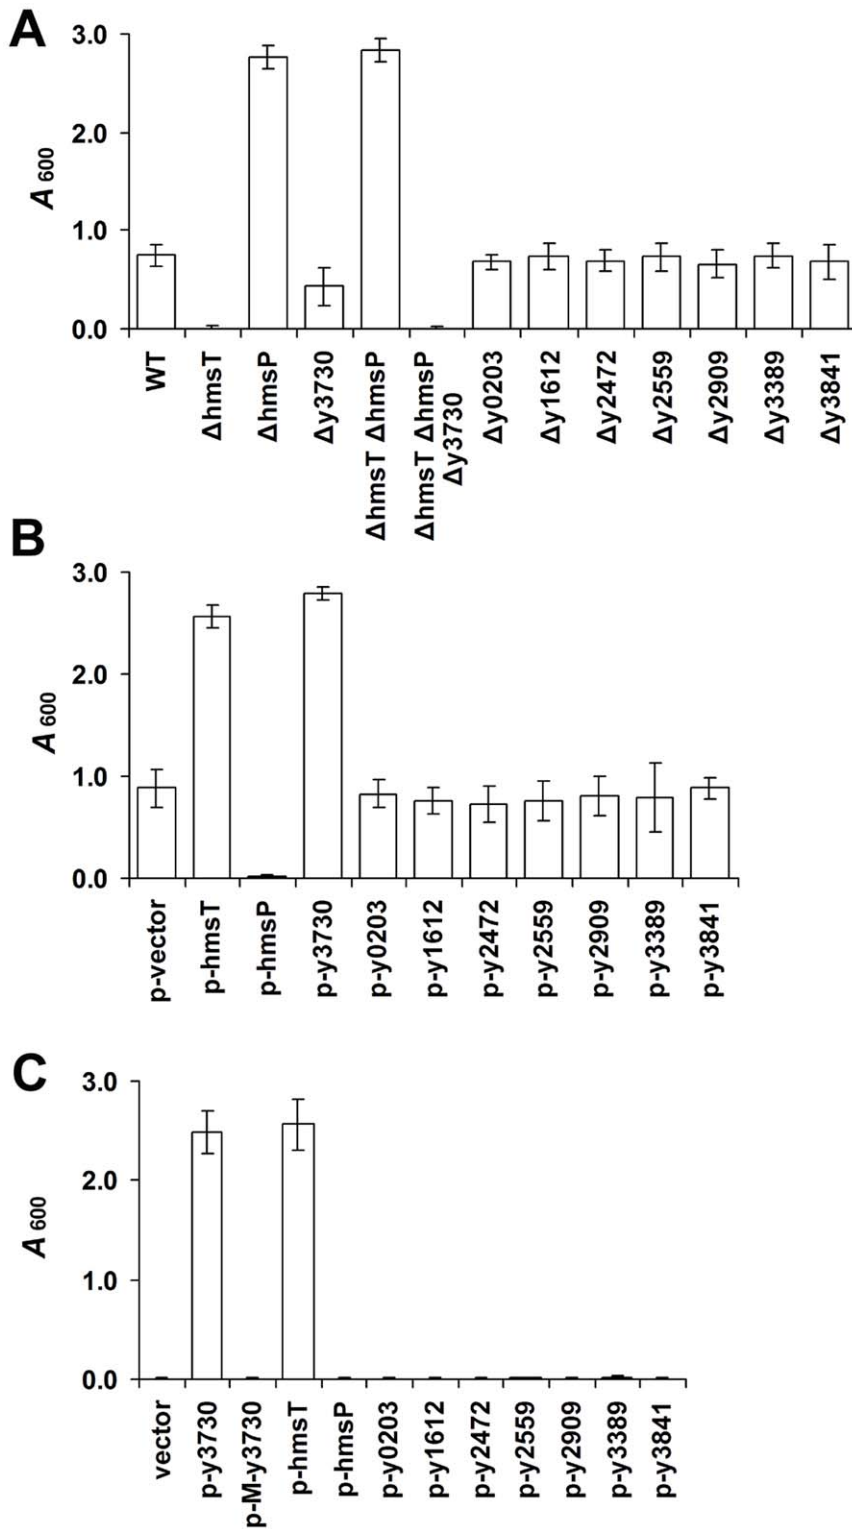 A
3.0
2.0
1.0
0.0
A 600
WT
ΔhmsT
ΔhmsP
Δy3730
ΔhmsT ΔhmsP
ΔhmsT ΔhmsP
Δy3730
Δy0203
Δy1612
Δy2472
Δy2559
Δy2909
Δy3389
Δy3841
B
3.0
2.0
1.0
0.0
A 600
p-vector
p-hmsT
p-hmsP
p-y3730
p-y0203
p-y1612
p-y2472
p-y2559
p-y2909
p-y3389
p-y3841
C
3.0
2.0
1.0
0.0
A 600
vector
p-y3730
p-M-y3730
p-hmsT
p-hmsP
p-y0203
p-y1612
p-y2472
p-y2559
p-y2909
p-y3389
p-y3841